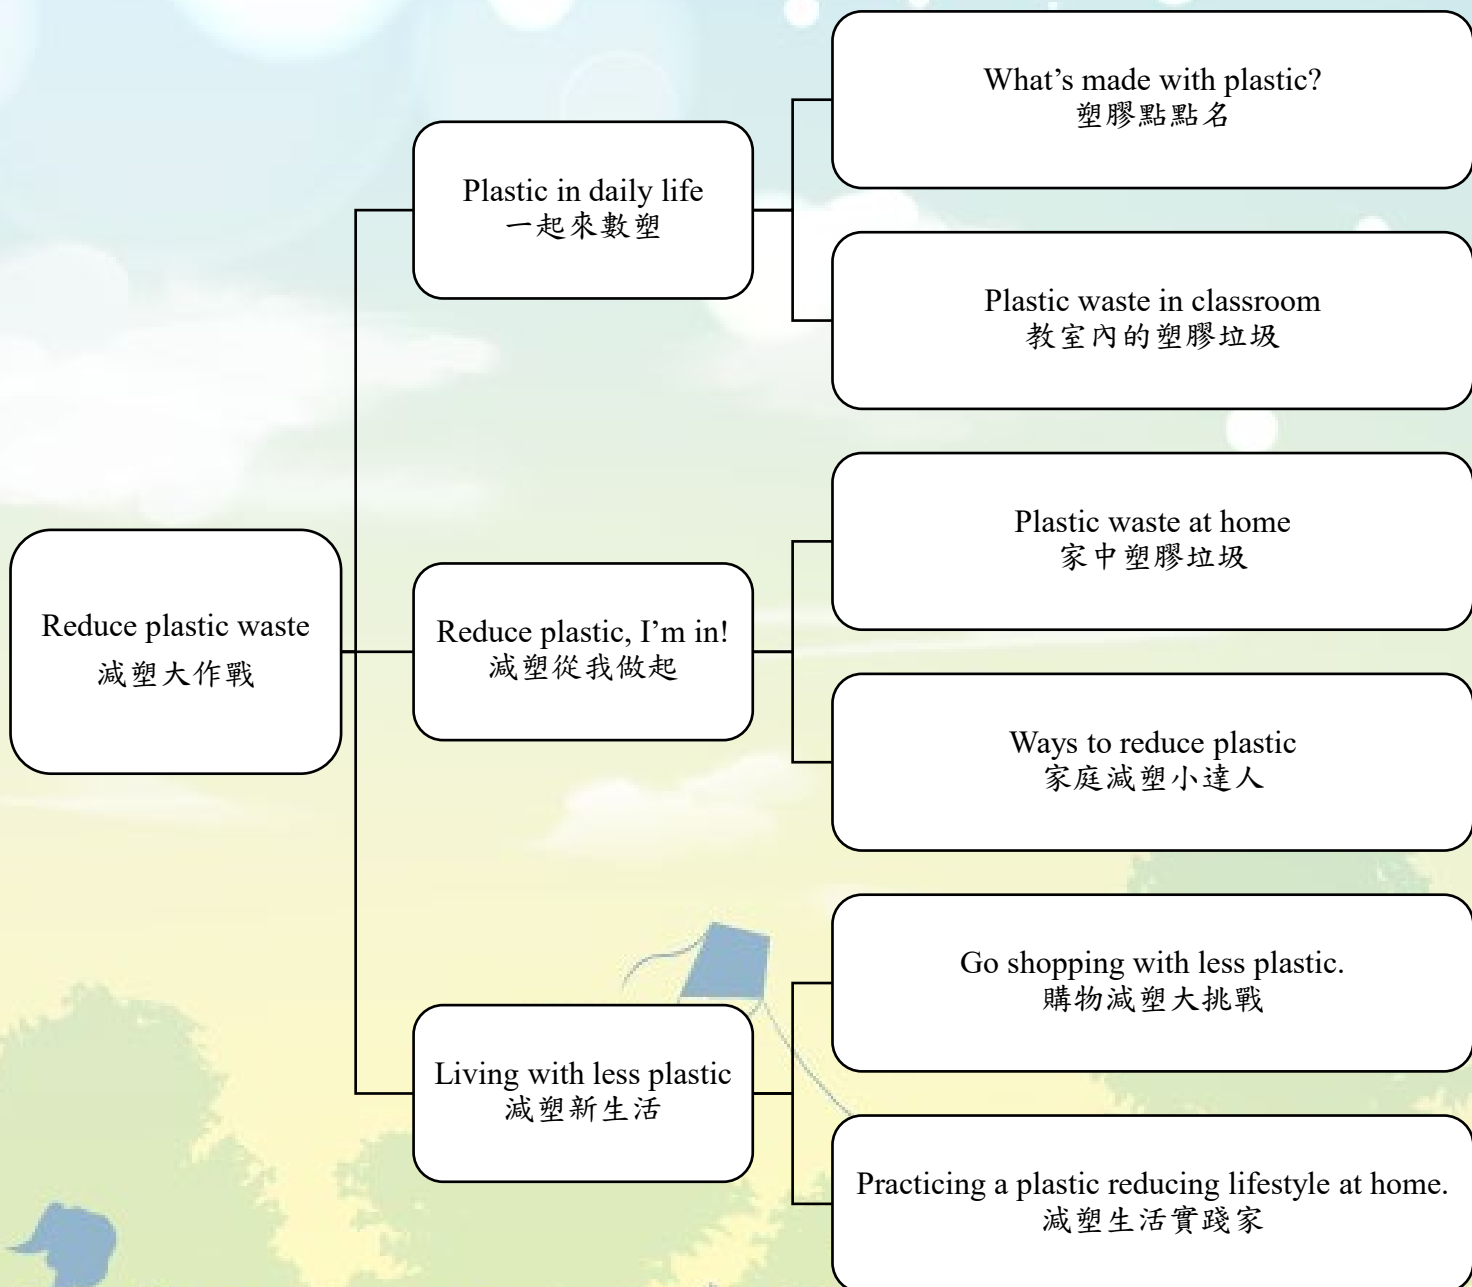 Reduce plastic waste
減塑大作戰
Plastic in daily life
一起來數塑
What’s made with plastic?
塑膠點點名
Plastic waste in classroom
教室內的塑膠垃圾
Reduce plastic, I’m in!
減塑從我做起
Plastic waste at home
家中塑膠垃圾
Ways to reduce plastic
家庭減塑小達人
Living with less plastic
減塑新生活
Go shopping with less plastic.
購物減塑大挑戰
Practicing a plastic reducing lifestyle at home.
減塑生活實踐家